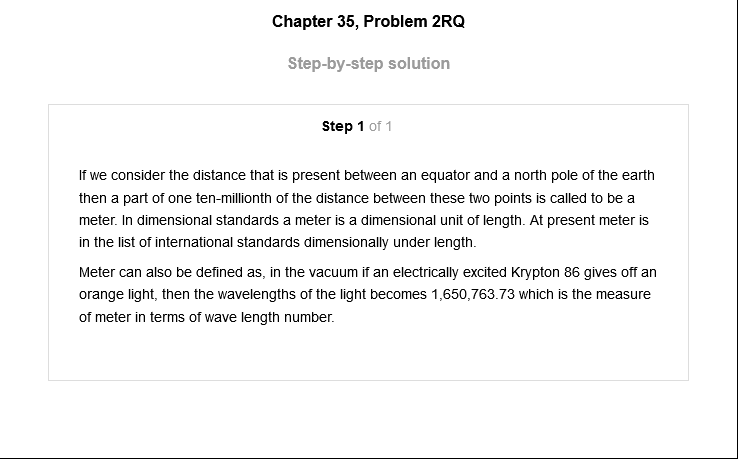 Chapter 35, Problem 2RQ
Step-by-step solution
Step 1 of 1
If we consider the distance that is present between an equator and a north pole of the earth
then a part of one ten-millionth of the distance between these two points is called to be a
meter. In dimensional standards a meter is a dimensional unit of length. At present meter is
in the list of international standards dimensionally under length.
Meter can also be defined as, in the vacuum if an electrically excited Krypton 86 gives off an
orange light, then the wavelengths of the light becomes 1,650,763.73 which is the measure
of meter in terms of wave length number.